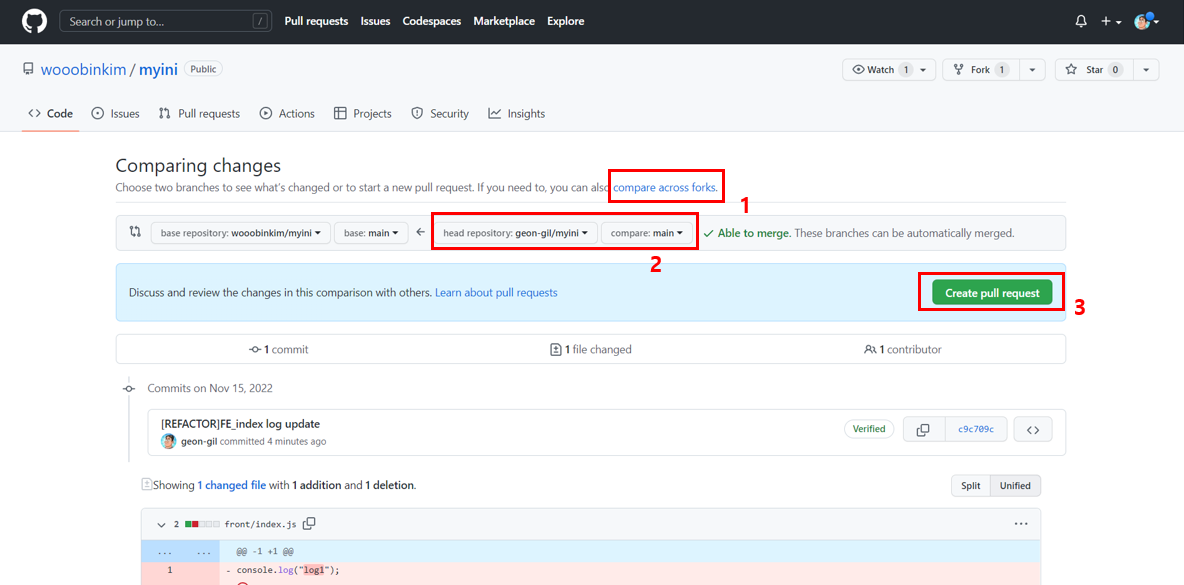 Search or jump to... /
Pull requests Issues Codespaces Marketplace Explore
wooobinkim / myini Public
Watch 1 Fork 1 Star 0
Code Issues Pull requests Actions Projects Security Insights
Comparing changes
Choose two branches to see what's changed or to start a new pull request. If you need to, you can also compare across forks.
1
base repository: wooobinkim/myini base: main ← head repository: geon-gil/myini compare: main ✓ Able to merge. These branches can be automatically merged.
2
Discuss and review the changes in this comparison with others. Learn about pull requests Create pull request
3
1 commit 1 file changed 1 contributor
Commits on Nov 15, 2022
[REFACTOR]FE_index log update
geon-gil committed 4 minutes ago
Verified c9c709c <>
Showing 1 changed file with 1 addition and 1 deletion.
Split Unified
2 front/index.js ...
... ... @@ -1 +1 @@
1 - console.log("log1");